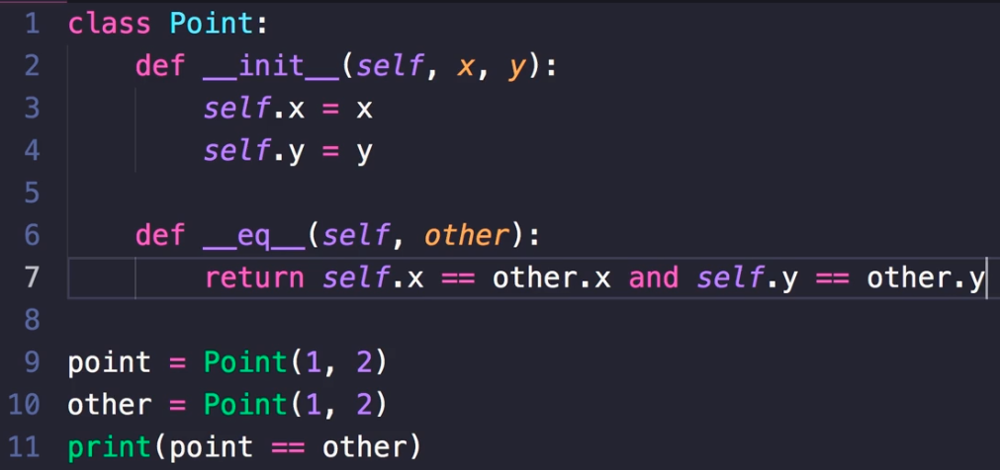 1 class Point:
2     def __init__(self, x, y):
3         self.x = x
4         self.y = y
5
6     def __eq__(self, other):
7         return self.x == other.x and self.y == other.y
8
9 point = Point(1, 2)
10 other = Point(1, 2)
11 print(point == other)